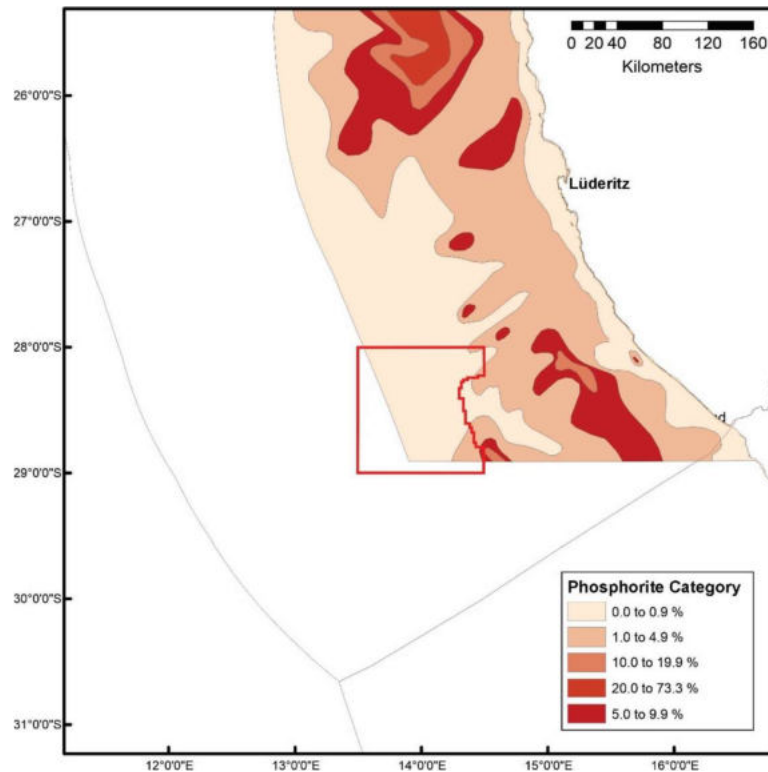 0 20 40 80 120 160
Kilometers
26°0'0"S
Lüderitz
27°0'0"S
28°0'0"S
29°0'0"S
30°0'0"S
31°0'0"S
Phosphorite Category
0.0 to 0.9 %
1.0 to 4.9 %
10.0 to 19.9 %
20.0 to 73.3 %
5.0 to 9.9 %
12°0'0"E
13°0'0"E
14°0'0"E
15°0'0"E
16°0'0"E